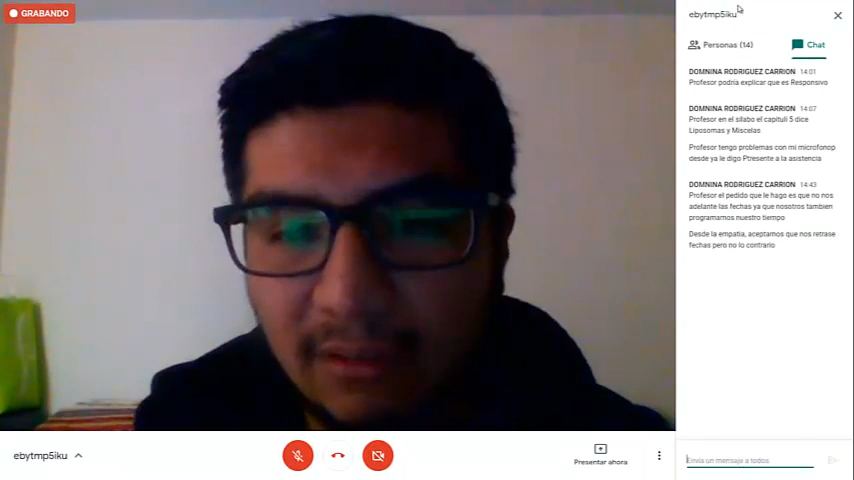 GRABANDO
ebytmp5iku
Personas (14)
Chat
DOMNINA RODRIGUEZ CARRION 14:01
Profesor podría explicar que es Responsivo
DOMNINA RODRIGUEZ CARRION 14:07
Profesor en el sílabo el capituli 5 dice
Liposomas y Miscelas
Profesor tengo problemas con mi microfonop
desde ya le digo Ptresente a la asistencia
DOMNINA RODRIGUEZ CARRION 14:43
Profesor el pedido que le hago es que no nos
adelante las fechas ya que nosotros tambien
programamos nuestro tiempo
Desde la empatia, aceptamos que nos retrase
fechas pero no lo contrario
ebytmp5iku
Presentar ahora
Envía un mensaje a todos